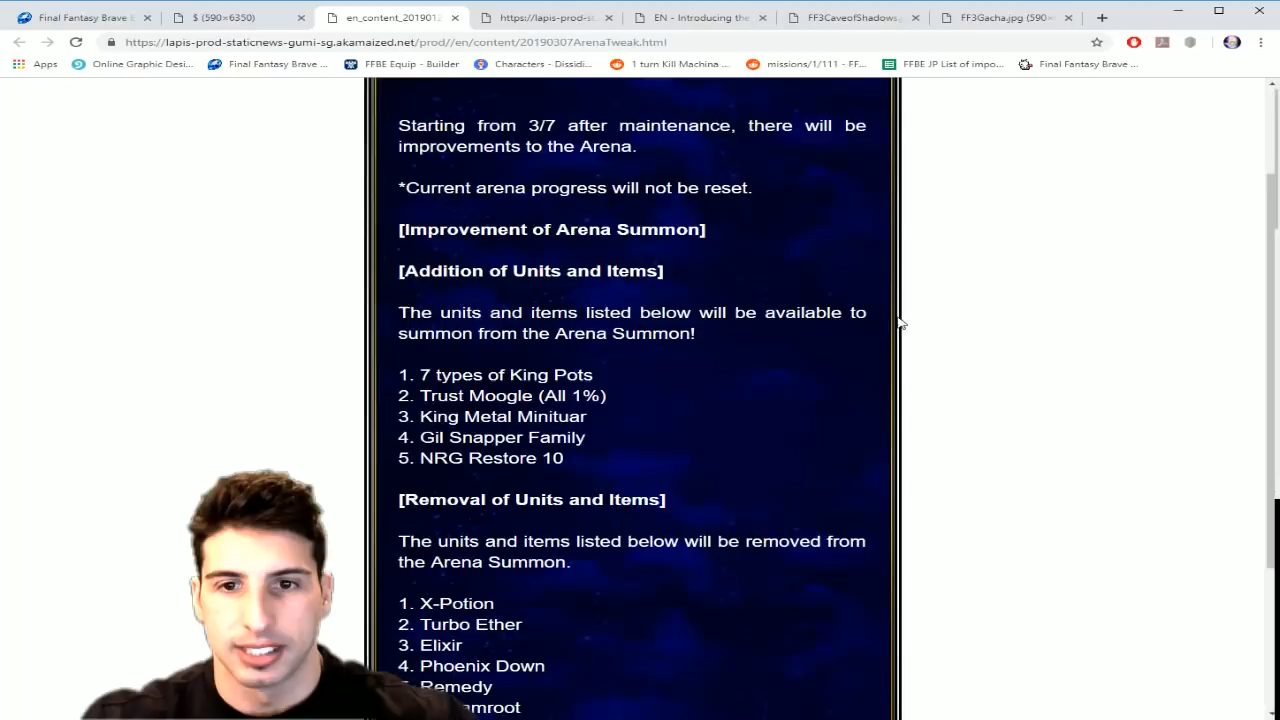 Final Fantasy Brave E
$ (590×6350)
en_content_2019012
https://lapis-prod-st
EN - Introducing the
FF3CaveofShadows.
FF3Gacha.jpg (590×
https://lapis-prod-staticnews-gumi-sg.akamaized.net/prod//en/content/20190307ArenaTweak.html
Apps
Online Graphic Desi...
Final Fantasy Brave ...
FFBE Equip - Builder
Characters - Dissidi...
1 turn Kill Machina ...
missions/1/111 - FF...
FFBE JP List of impo...
Final Fantasy Brave ...
Starting from 3/7 after maintenance, there will be
improvements to the Arena.
*Current arena progress will not be reset.
[Improvement of Arena Summon]
[Addition of Units and Items]
The units and items listed below will be available to
summon from the Arena Summon!
1. 7 types of King Pots
2. Trust Moogle (All 1%)
3. King Metal Minituar
4. Gil Snapper Family
5. NRG Restore 10
[Removal of Units and Items]
The units and items listed below will be removed from
the Arena Summon.
1. X-Potion
2. Turbo Ether
3. Elixir
4. Phoenix Down
Remedy
mroot